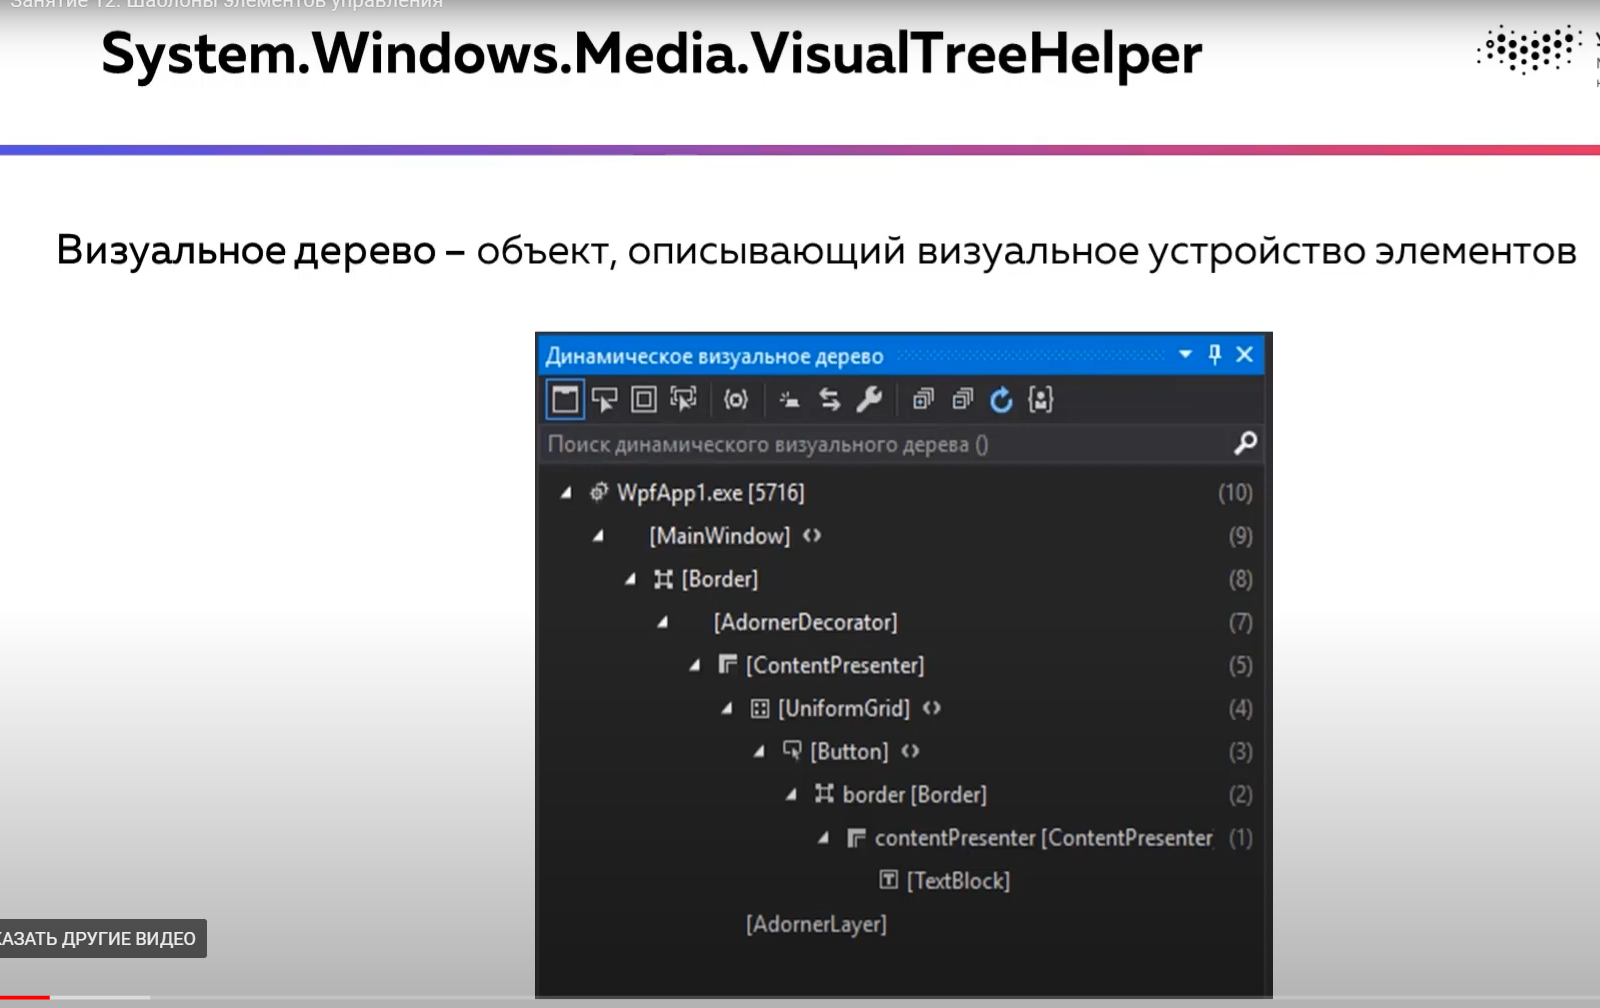 Занятие 12. Шаблоны элементов управления
System.Windows.Media.VisualTreeHelper
Визуальное дерево – объект, описывающий визуальное устройство элементов
Динамическое визуальное дерево
Поиск динамического визуального дерева ()
WpfApp1.exe [5716] (10)
[MainWindow] (9)
[Border] (8)
[AdornerDecorator] (7)
[ContentPresenter] (5)
[UniformGrid] (4)
[Button] (3)
border [Border] (2)
contentPresenter [ContentPresenter (1)
[TextBlock]
[AdornerLayer]
КАЗАТЬ ДРУГИЕ ВИДЕО